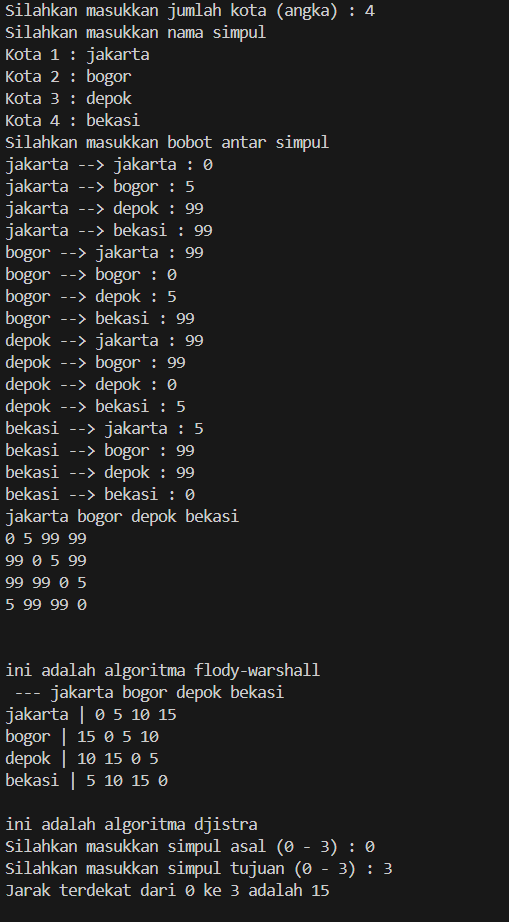 Silahkan masukkan jumlah kota (angka) : 4
Silahkan masukkan nama simpul
Kota 1 : jakarta
Kota 2 : bogor
Kota 3 : depok
Kota 4 : bekasi
Silahkan masukkan bobot antar simpul
jakarta --> jakarta : 0
jakarta --> bogor : 5
jakarta --> depok : 99
jakarta --> bekasi : 99
bogor --> jakarta : 99
bogor --> bogor : 0
bogor --> depok : 5
bogor --> bekasi : 99
depok --> jakarta : 99
depok --> bogor : 99
depok --> depok : 0
depok --> bekasi : 5
bekasi --> jakarta : 5
bekasi --> bogor : 99
bekasi --> depok : 99
bekasi --> bekasi : 0
jakarta bogor depok bekasi
0 5 99 99
99 0 5 99
99 99 0 5
5 99 99 0
ini adalah algoritma flody-warshall
--- jakarta bogor depok bekasi
jakarta | 0 5 10 15
bogor | 15 0 5 10
depok | 10 15 0 5
bekasi | 5 10 15 0
ini adalah algoritma djistra
Silahkan masukkan simpul asal (0 - 3) : 0
Silahkan masukkan simpul tujuan (0 - 3) : 3
Jarak terdekat dari 0 ke 3 adalah 15